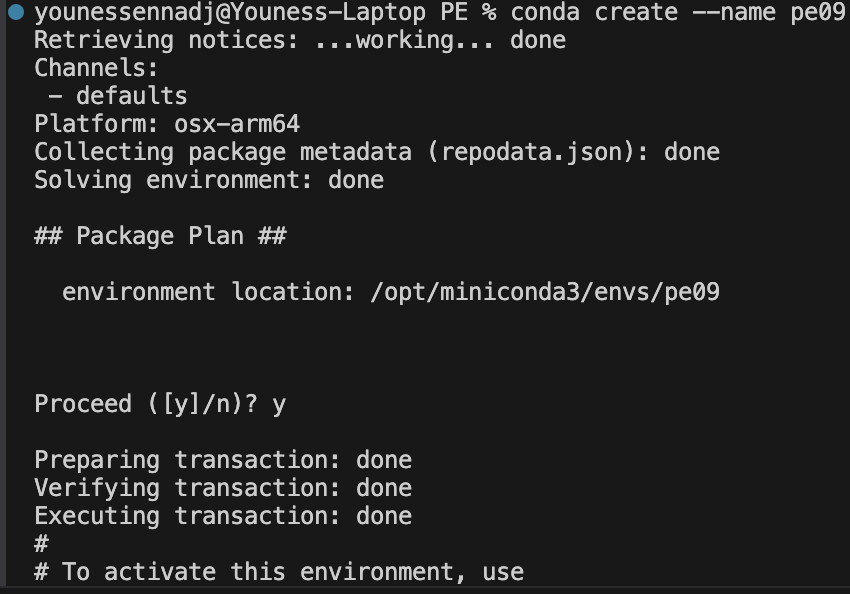 younessennadj@Youness-Laptop PE % conda create --name pe09
Retrieving notices: ...working... done
Channels:
 - defaults
Platform: osx-arm64
Collecting package metadata (repodata.json): done
Solving environment: done
## Package Plan ##
  environment location: /opt/miniconda3/envs/pe09
Proceed ([y]/n)? y
Preparing transaction: done
Verifying transaction: done
Executing transaction: done
#
# To activate this environment, use